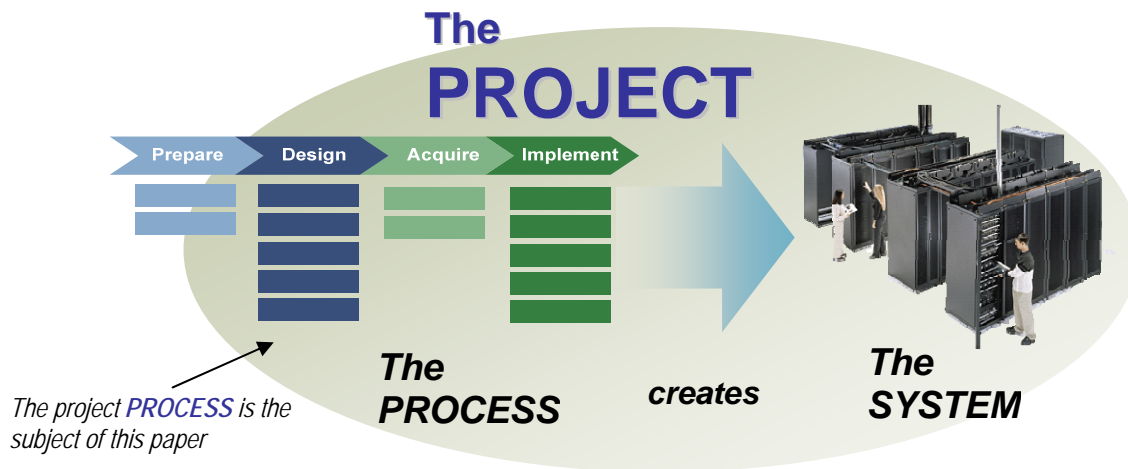 The
PROJECT
Prepare
Design
Acquire
Implement
The
PROCESS
creates
The
SYSTEM
The project PROCESS is the
subject of this paper